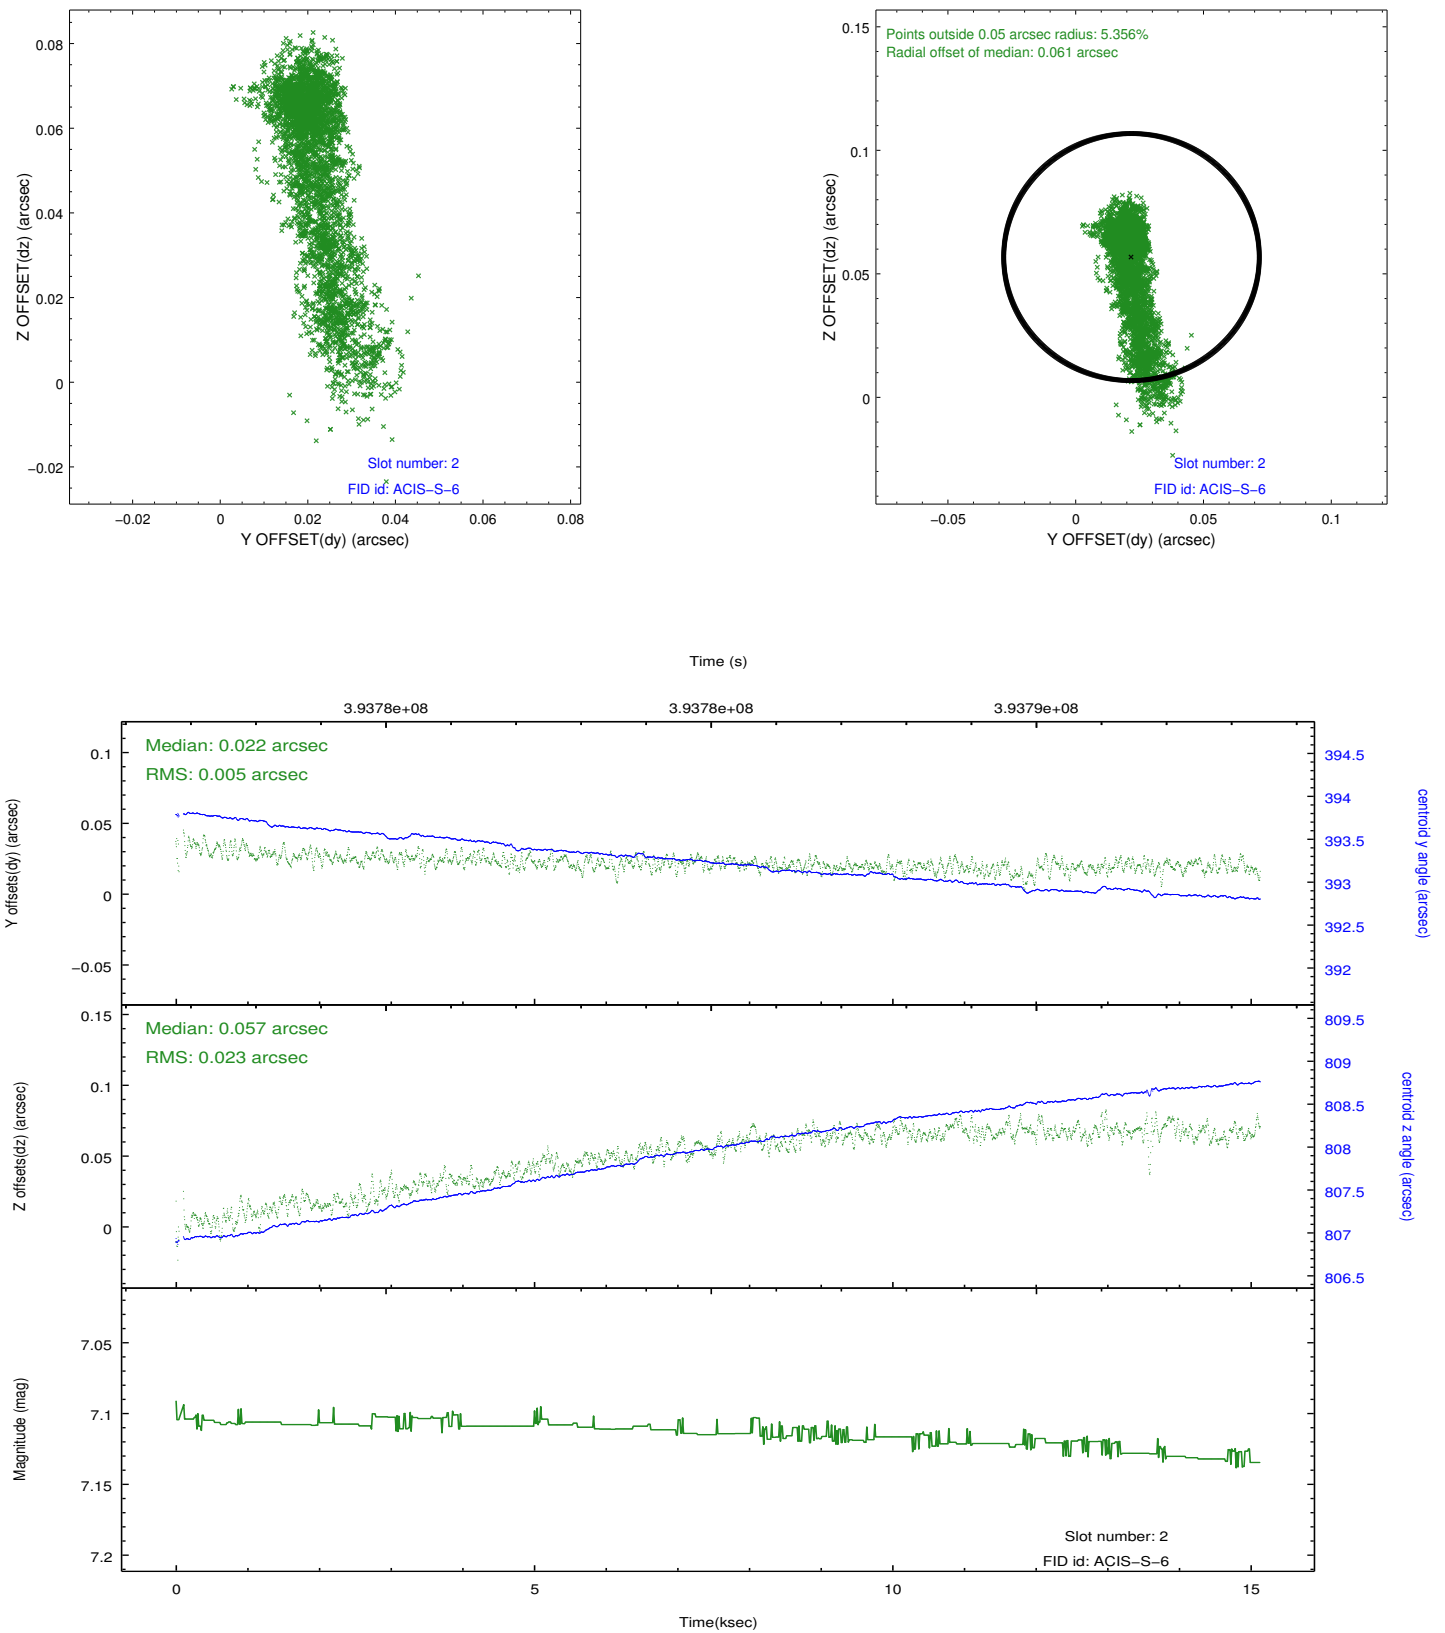 0.08
0.06
0.04
0.02
0
−0.02
Z OFFSET(dz) (arcsec)
Slot number: 2
FID id: ACIS−S−6
−0.02 0 0.02 0.04 0.06 0.08
Y OFFSET(dy) (arcsec)
Points outside 0.05 arcsec radius: 5.356%
Radial offset of median: 0.061 arcsec
0.15
0.1
0.05
0
Z OFFSET(dz) (arcsec)
Slot number: 2
FID id: ACIS−S−6
−0.05 0 0.05 0.1
Y OFFSET(dy) (arcsec)
Time (s)
3.9378e+08 3.9378e+08 3.9379e+08
Median: 0.022 arcsec
RMS: 0.005 arcsec
0.1
0.05
0
−0.05
Y offsets(dy) (arcsec)
394.5
394
393.5
393
392.5
392
centroid y angle (arcsec)
Median: 0.057 arcsec
RMS: 0.023 arcsec
0.15
0.1
0.05
0
Z offsets(dz) (arcsec)
809.5
809
808.5
808
807.5
807
806.5
centroid z angle (arcsec)
7.05
7.1
7.15
7.2
Magnitude (mag)
Slot number: 2
FID id: ACIS−S−6
0 5 10 15
Time(ksec)